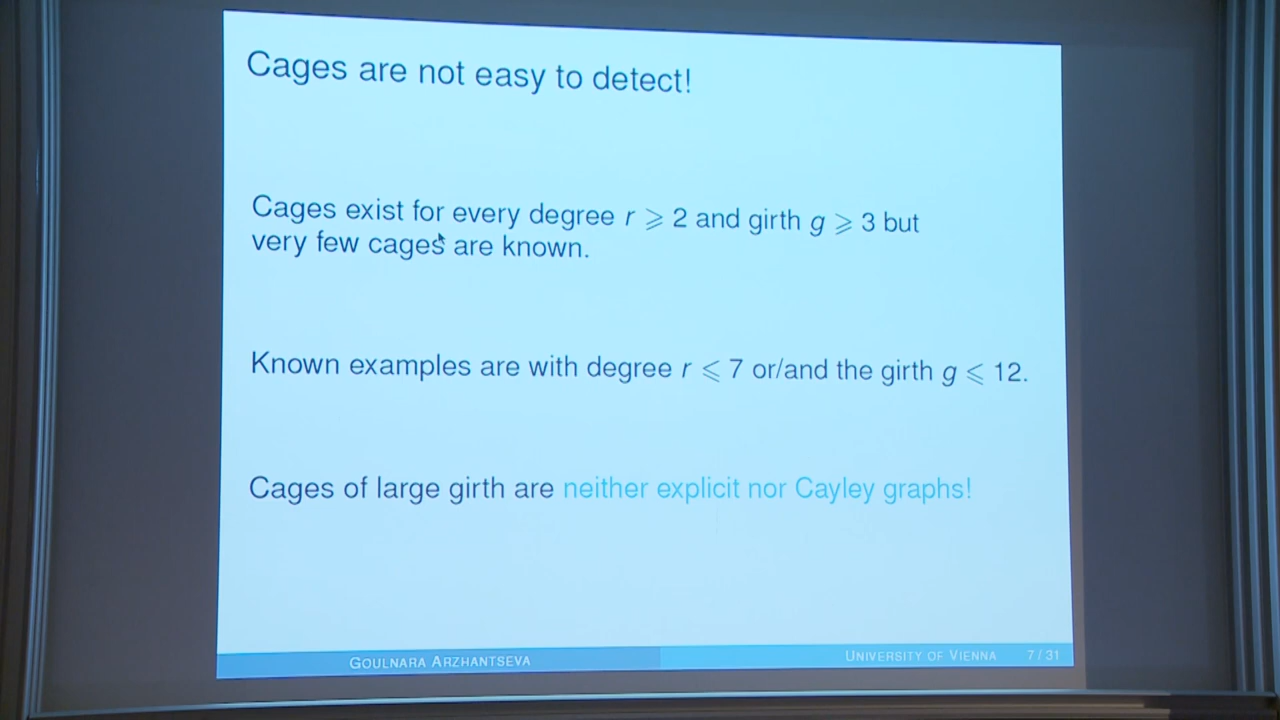 Cages are not easy to detect!
Cages exist for every degree r ⩾ 2 and girth g ⩾ 3 but
very few cages are known.
Known examples are with degree r ⩽ 7 or/and the girth g ⩽ 12.
Cages of large girth are neither explicit nor Cayley graphs!
GOULNARA ARZHANTSEVA UNIVERSITY OF VIENNA 7 / 31